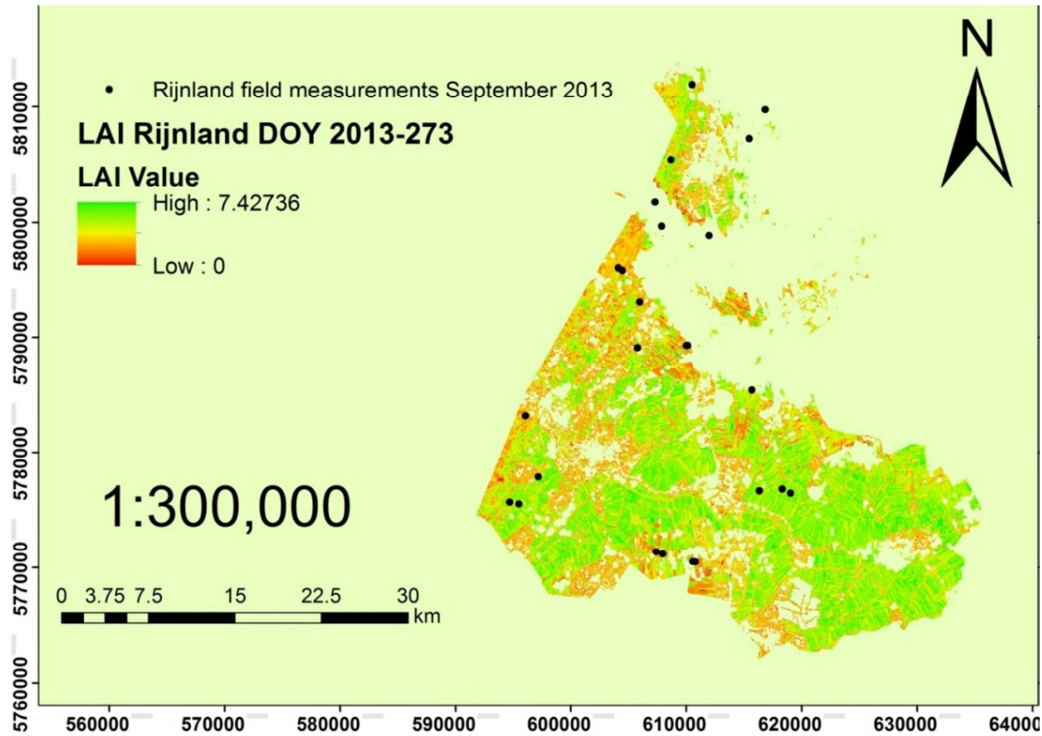 N
Rijnland field measurements September 2013
LAI Rijnland DOY 2013-273
LAI Value
High : 7.42736
Low : 0
1:300,000
0 3.75 7.5 15 22.5 30
km
5810000
5800000
5790000
5780000
5770000
5760000
560000 570000 580000 590000 600000 610000 620000 630000 64000